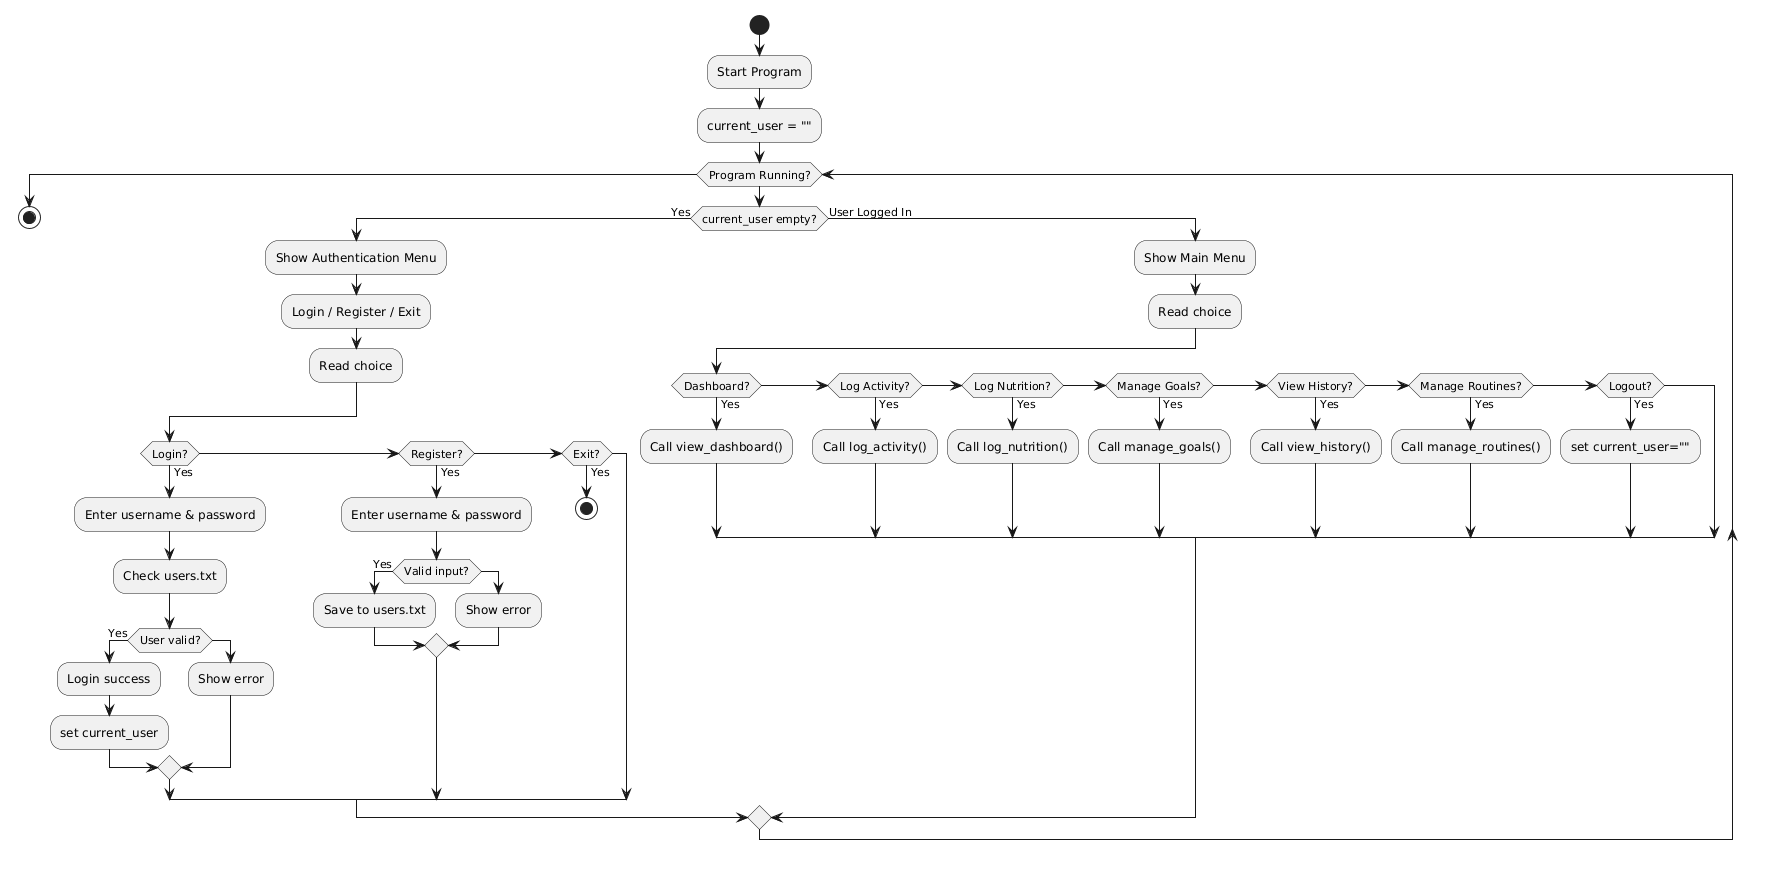 Start Program
current_user = ""
Program Running?
current_user empty?
Yes
User Logged In
Show Authentication Menu
Login / Register / Exit
Read choice
Login?
Yes
Enter username & password
Check users.txt
User valid?
Yes
Login success
set current_user
Show error
Register?
Yes
Enter username & password
Valid input?
Yes
Save to users.txt
Show error
Exit?
Yes
Show Main Menu
Read choice
Dashboard?
Yes
Call view_dashboard()
Log Activity?
Yes
Call log_activity()
Log Nutrition?
Yes
Call log_nutrition()
Manage Goals?
Yes
Call manage_goals()
View History?
Yes
Call view_history()
Manage Routines?
Yes
Call manage_routines()
Logout?
Yes
set current_user=""